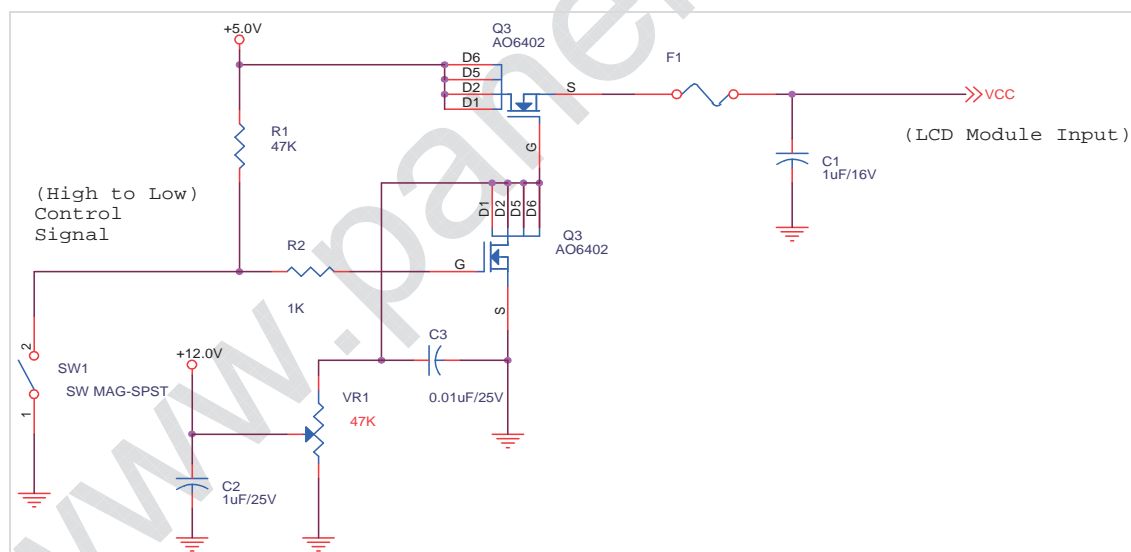 +5.0V
Q3
AO6402
D6
D5
D2
D1
S
G
F1
VCC
(LCD Module Input)
C1
1uF/16V
R1
47K
(High to Low)
Control
Signal
D1
D2
D5
D6
Q3
AO6402
R2
1K
G
S
2
SW1
SW MAG-SPST
1
+12.0V
C3
0.01uF/25V
VR1
47K
C2
1uF/25V
www.pane